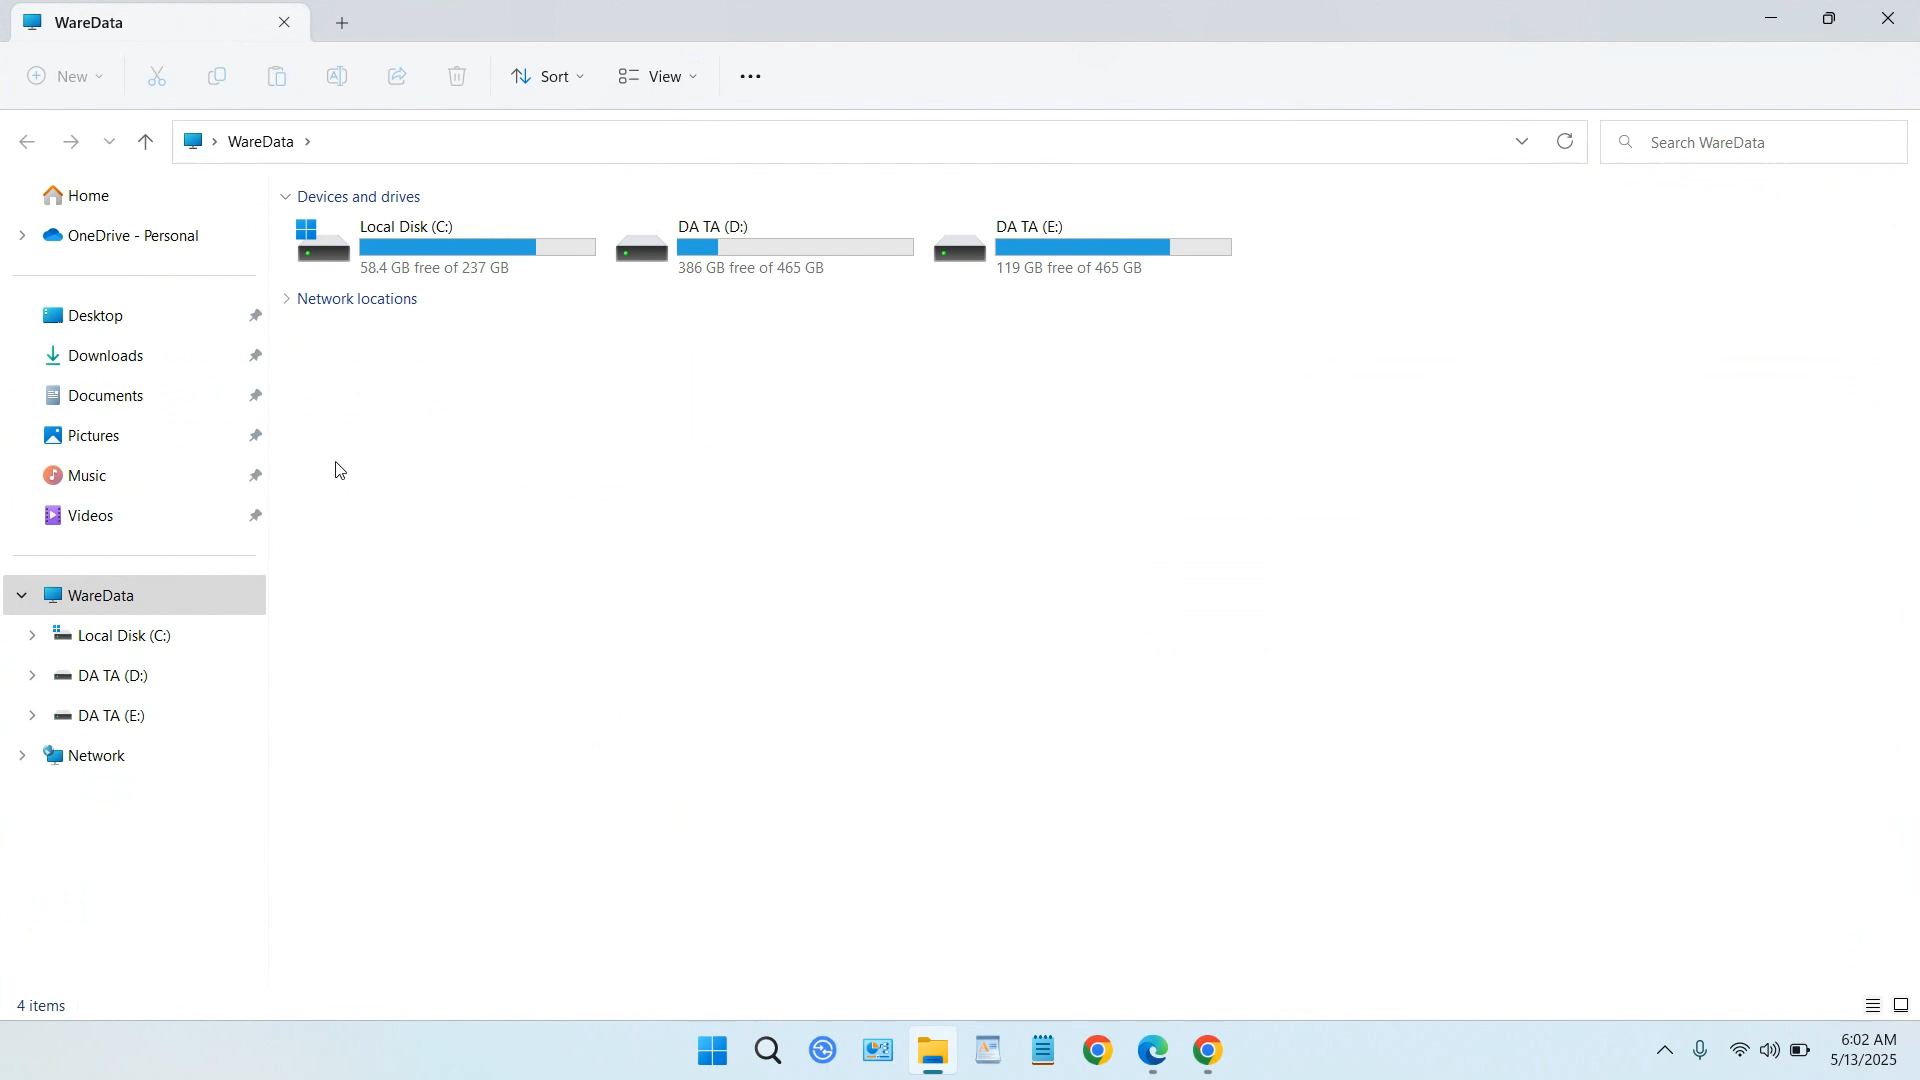 WareData
New
Sort
View
WareData
Search WareData
Home
OneDrive - Personal
Desktop
Downloads
Documents
Pictures
Music
Videos
WareData
Local Disk (C:)
DA TA (D:)
DA TA (E:)
Network
Devices and drives
Local Disk (C:)
58.4 GB free of 237 GB
DA TA (D:)
386 GB free of 465 GB
DA TA (E:)
119 GB free of 465 GB
Network locations
4 items
6:02 AM
5/13/2025